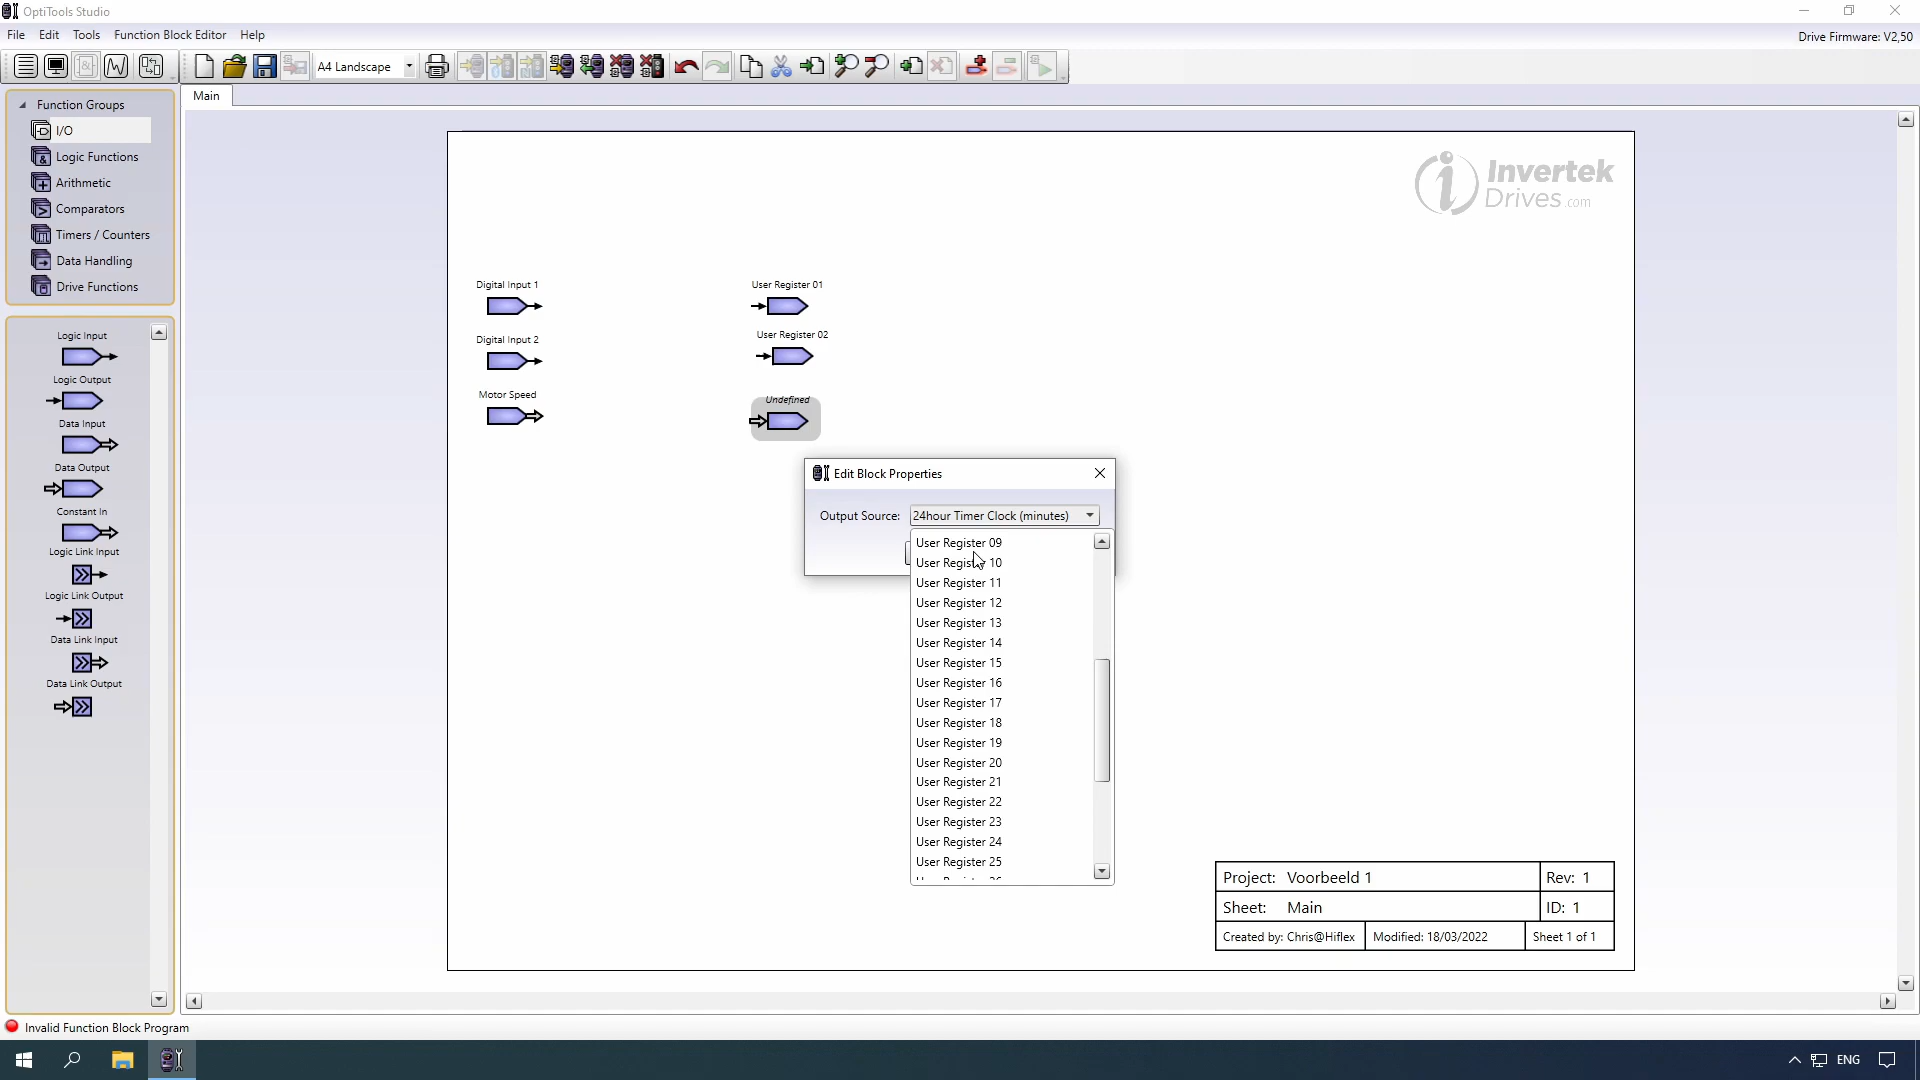 OptiTools Studio
File Edit Tools Function Block Editor Help
Drive Firmware: V2,50
A4 Landscape
Main
Function Groups
I/O
Logic Functions
Arithmetic
Comparators
Timers / Counters
Data Handling
Drive Functions
Logic Input
Logic Output
Data Input
Data Output
Constant In
Logic Link Input
Logic Link Output
Data Link Input
Data Link Output
Invertek
Drives.com
Digital Input 1
User Register 01
Digital Input 2
User Register 02
Motor Speed
Undefined
Edit Block Properties
Output Source: 24hour Timer Clock (minutes)
User Register 09
User Register 10
User Register 11
User Register 12
User Register 13
User Register 14
User Register 15
User Register 16
User Register 17
User Register 18
User Register 19
User Register 20
User Register 21
User Register 22
User Register 23
User Register 24
User Register 25
Project: Voorbeeld 1 Rev: 1
Sheet: Main ID: 1
Created by: Chris@Hiflex Modified: 18/03/2022 Sheet 1 of 1
Invalid Function Block Program
ENG